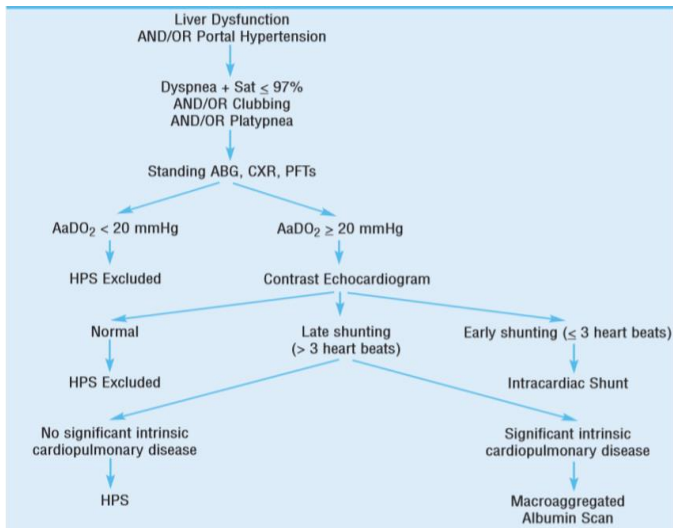 Liver Dysfunction
AND/OR Portal Hypertension
Dyspnea + Sat ≤ 97%
AND/OR Clubbing
AND/OR Platypnea
Standing ABG, CXR, PFTs
AaDO₂ < 20 mmHg
AaDO₂ ≥ 20 mmHg
HPS Excluded
Contrast Echocardiogram
Normal
Late shunting
(> 3 heart beats)
Early shunting (≤ 3 heart beats)
HPS Excluded
Intracardiac Shunt
No significant intrinsic
cardiopulmonary disease
Significant intrinsic
cardiopulmonary disease
HPS
Macroaggregated
Albumin Scan